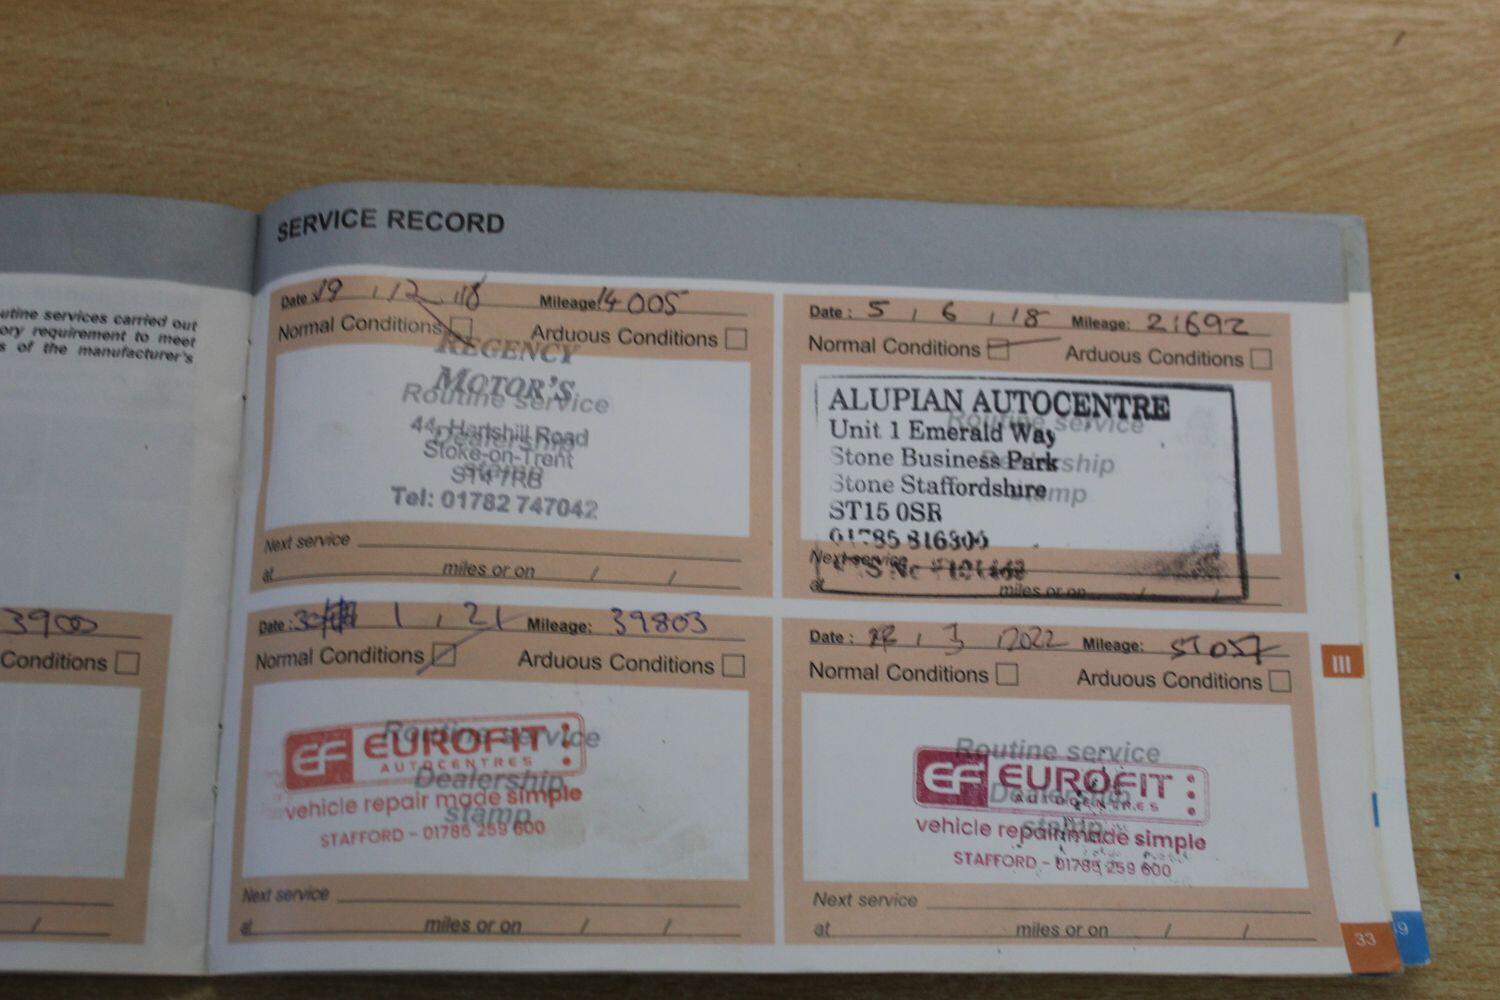 utine services carried out
ory requirement to meet
s of the manufacturer's
3900
Conditions
SERVICE RECORD
Date: 19 / 12 / 18 Mileage: 14005
Normal Conditions Arduous Conditions
REGENCY
MOTOR'S
Routine service
44, Hartshill Road
Dealership
Stoke-on-Trent
stamp
ST4 7RB
Tel: 01782 747042
Next service
at miles or on / /
Date: 5 / 6 / 18 Mileage: 21692
Normal Conditions Arduous Conditions
ALUPIAN AUTOCENTRE
Routine service
Unit 1 Emerald Way
Stone Business Park
Dealership
Stone Staffordshire
stamp
ST15 0SR
01785 816900
Next service
at miles or on / /
Date: 1 / 21 Mileage: 39803
Normal Conditions Arduous Conditions
Routine service
EF EUROFIT
AUTOCENTRES
Dealership
vehicle repair made simple
stamp
STAFFORD - 01785 259 600
Next service
at miles or on / /
Date: / 3 / 2022 Mileage: 51057
Normal Conditions Arduous Conditions
Routine service
EF EUROFIT
Dealership
AUTOCENTRES
stamp
vehicle repair made simple
STAFFORD - 01785 259 600
Next service
at miles or on / /
III
33